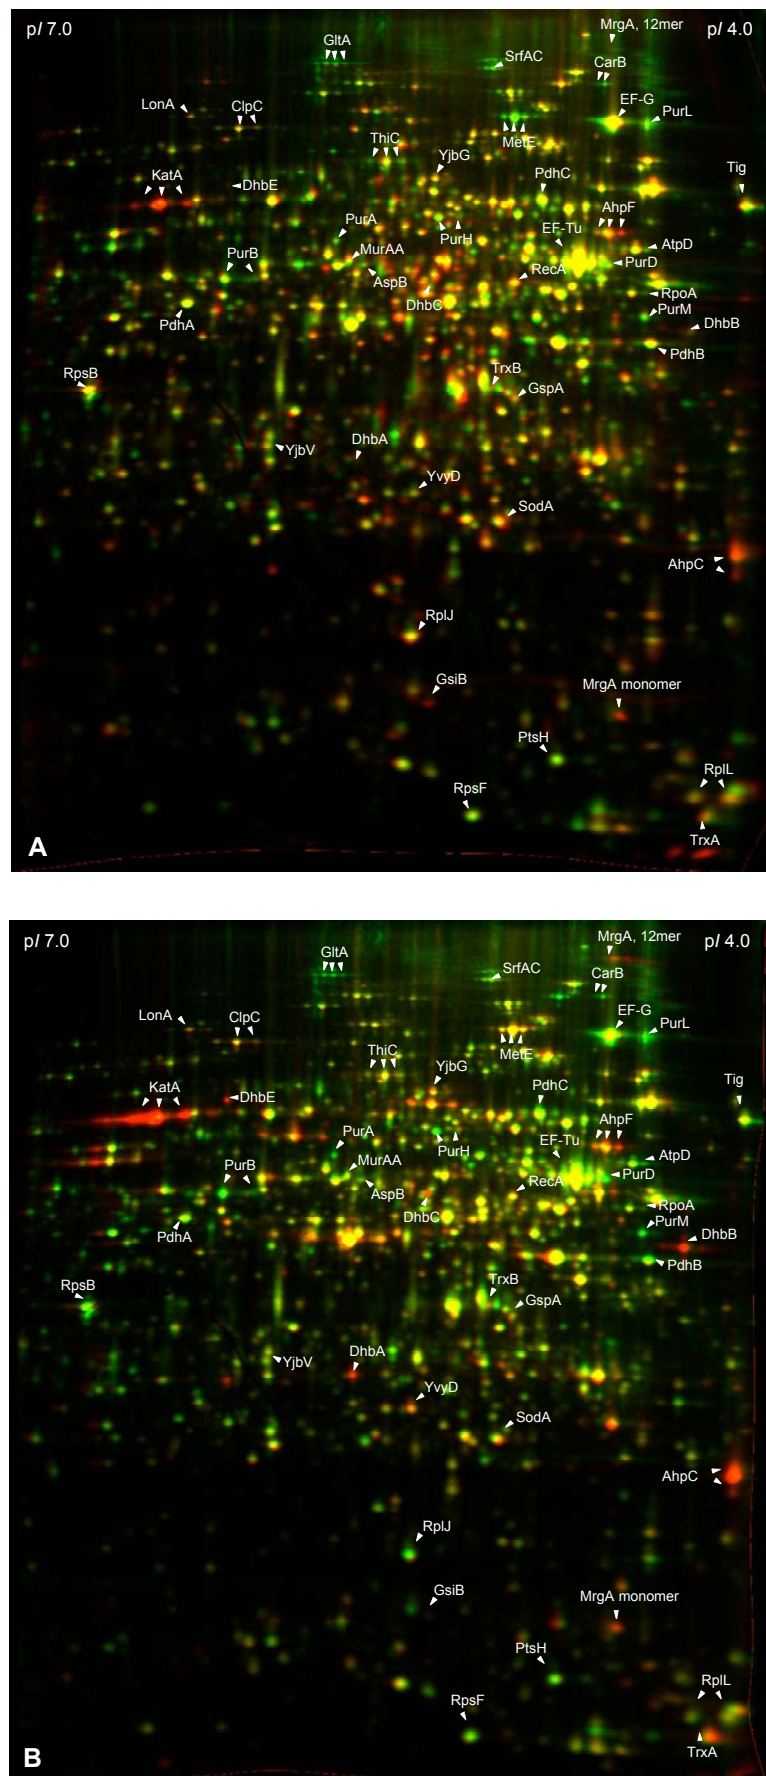 pI 7.0
pI 4.0
MrgA, 12mer
GltA
SrfAC
CarB
LonA
ClpC
EF-G
PurL
MetE
ThiC
YjbG
Tig
KatA
DhbE
PdhC
AhpF
PurA
PurH
EF-Tu
MurAA
AtpD
PurB
AspB
RecA
PurD
DhbC
RpoA
PdhA
PurM
DhbB
PdhB
RpsB
TrxB
GspA
DhbA
YjbV
YvyD
SodA
AhpC
RplJ
GsiB
MrgA monomer
PtsH
RplL
RpsF
TrxA
A
pI 7.0
pI 4.0
MrgA, 12mer
GltA
SrfAC
CarB
LonA
ClpC
EF-G
PurL
MetE
ThiC
YjbG
Tig
KatA
DhbE
PdhC
AhpF
PurA
PurH
EF-Tu
MurAA
AtpD
PurB
AspB
RecA
PurD
DhbC
RpoA
PdhA
PurM
DhbB
PdhB
RpsB
TrxB
GspA
DhbA
YjbV
YvyD
SodA
AhpC
RplJ
GsiB
MrgA monomer
PtsH
RplL
RpsF
TrxA
B